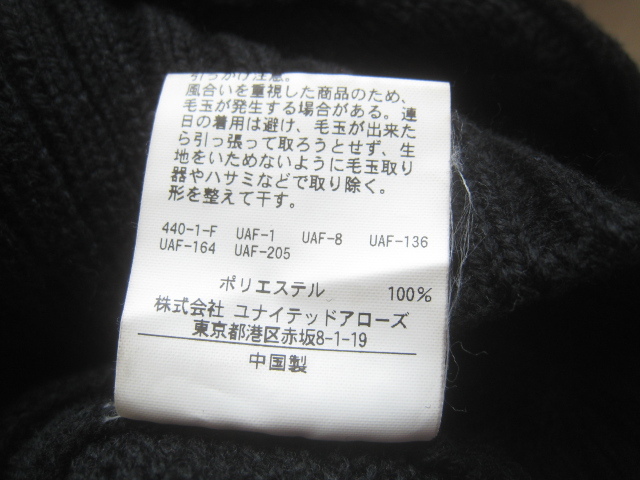 引っかけ注意。
風合いを重視した商品のため、
毛玉が発生する場合がある。連
日の着用は避け、毛玉が出来た
ら引っ張って取ろうとせず、生
地をいためないように毛玉取り
器やハサミなどで取り除く。
形を整えて干す。
440-1-F UAF-1 UAF-8 UAF-136
UAF-164 UAF-205
ポリエステル 100%
株式会社 ユナイテッドアローズ
東京都港区赤坂8-1-19
中国製